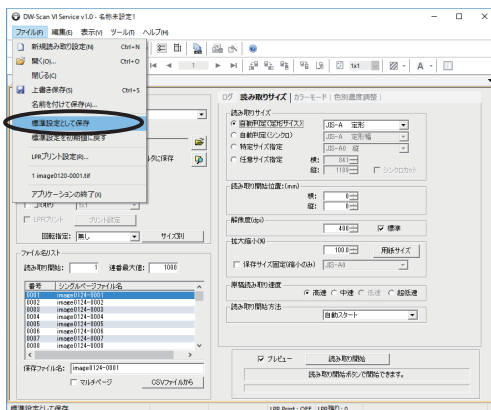 DW-Scan VI Service v1.0 - 名称未設定1
ファイル(F) 編集(E) 表示(V) ツール(T) ヘルプ(H)
新規読み取り設定(N) Ctrl+N
開く(O)... Ctrl+O
閉じる(C)
上書き保存(S) Ctrl+S
名前を付けて保存(A)...
標準設定として保存
標準設定を初期値に戻す
LPRプリント設定(R)...
1 image0120-0001.tif
アプリケーションの終了(X)
1
1x1
ログ 読み取りサイズ カラーモード 色別濃度調整
読み取りサイズ
自動判定(定形サイズ) JIS-A 定形
自動判定(シンクロ) JIS-A 定形幅
特定サイズ指定 JIS-A0 縦
任意サイズ指定 横: 841
縦: 1189 シンクロカット
ダに保存
読み取り開始位置:(mm)
横: 0
縦: 0
1x1
LPRプリント プリント設定
回転指定: 無し サイズ別
解像度(dpi)
400 標準
拡大縮小(%)
100.0 用紙サイズ
保存サイズ固定(縮小のみ) JIS-A0
ファイル名リスト
読み取り開始: 1 連番最大値: 1000
番号 シングルページファイル名
0001 image0124-0001
0002 image0124-0002
0003 image0124-0003
0004 image0124-0004
0005 image0124-0005
0006 image0124-0006
0007 image0124-0007
0008 image0124-0008
原稿読み取り速度
高速 中速 低速 超低速
読み取り開始方法
自動スタート
保存ファイル名: image0124-0001
マルチページ CSVファイルから
プレビュー 読み取り開始
読み取り開始ボタンで開始できます。
標準設定として保存 LPR Print : OFF LPR残り : 0